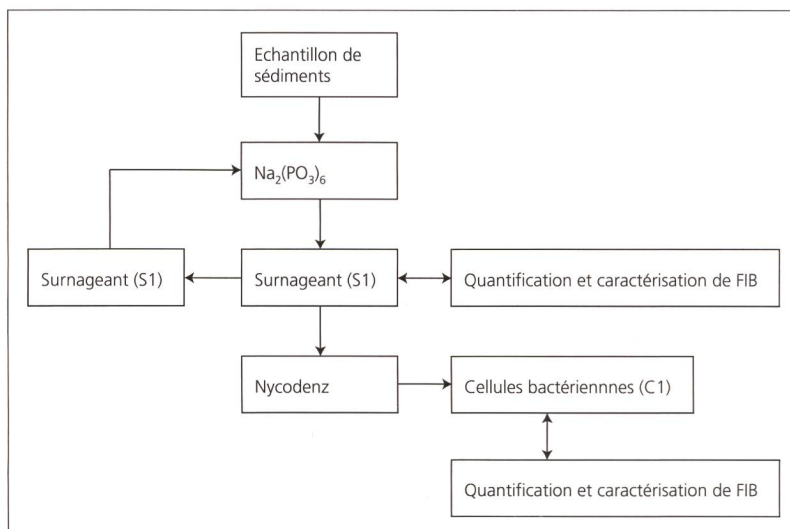 Echantillon de
sédiments
Na₂(PO₃)₆
Surnageant (S1)
Surnageant (S1)
Quantification et caractérisation de FIB
Nycodenz
Cellules bactériennnes (C1)
Quantification et caractérisation de FIB